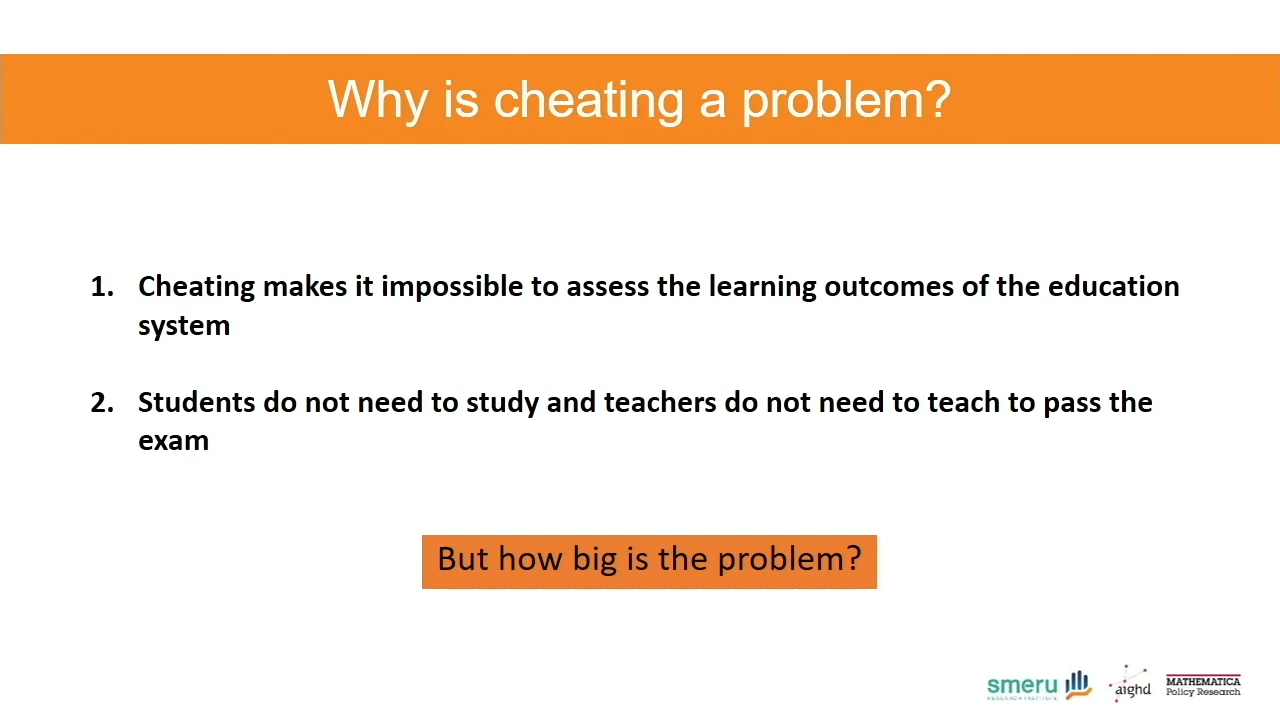 Why is cheating a problem?
1. Cheating makes it impossible to assess the learning outcomes of the education
system
2. Students do not need to study and teachers do not need to teach to pass the
exam
But how big is the problem?
smeru
RESEARCH INSTITUTE
aighd
MATHEMATICA
Policy Research